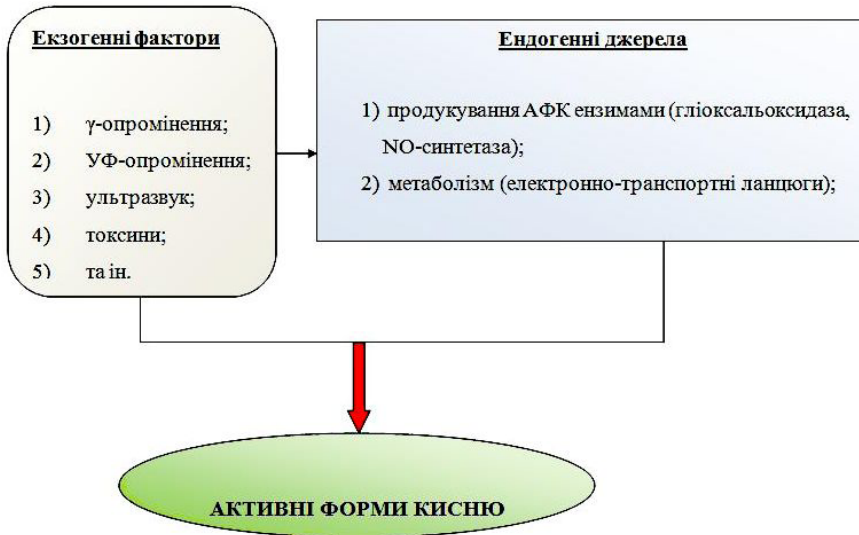 Екзогенні фактори
1) γ-опромінення;
2) УФ-опромінення;
3) ультразвук;
4) токсини;
5) та ін.
Ендогенні джерела
1) продукування АФК ензимами (гліоксальоксидаза,
NO-синтетаза);
2) метаболізм (електронно-транспортні ланцюги);
АКТИВНІ ФОРМИ КИСНЮ